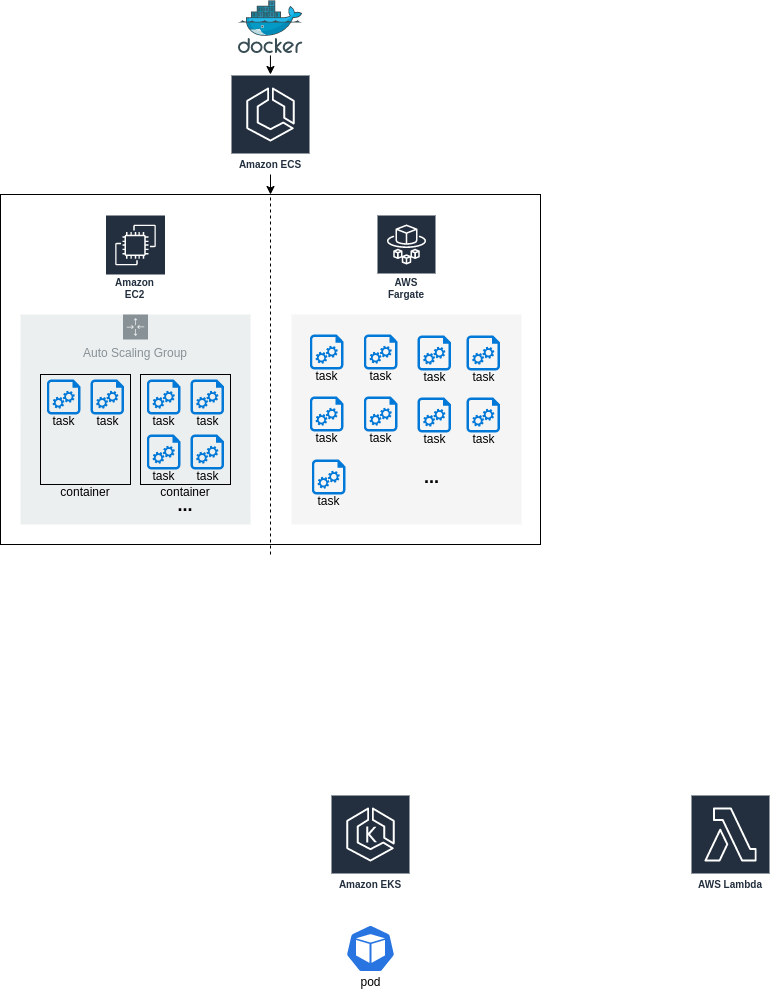 docker
Amazon ECS
Amazon
EC2
AWS
Fargate
Auto Scaling Group
task
task
task
task
task
task
container
container
...
task
task
task
task
task
task
task
task
task
...
Amazon EKS
AWS Lambda
pod